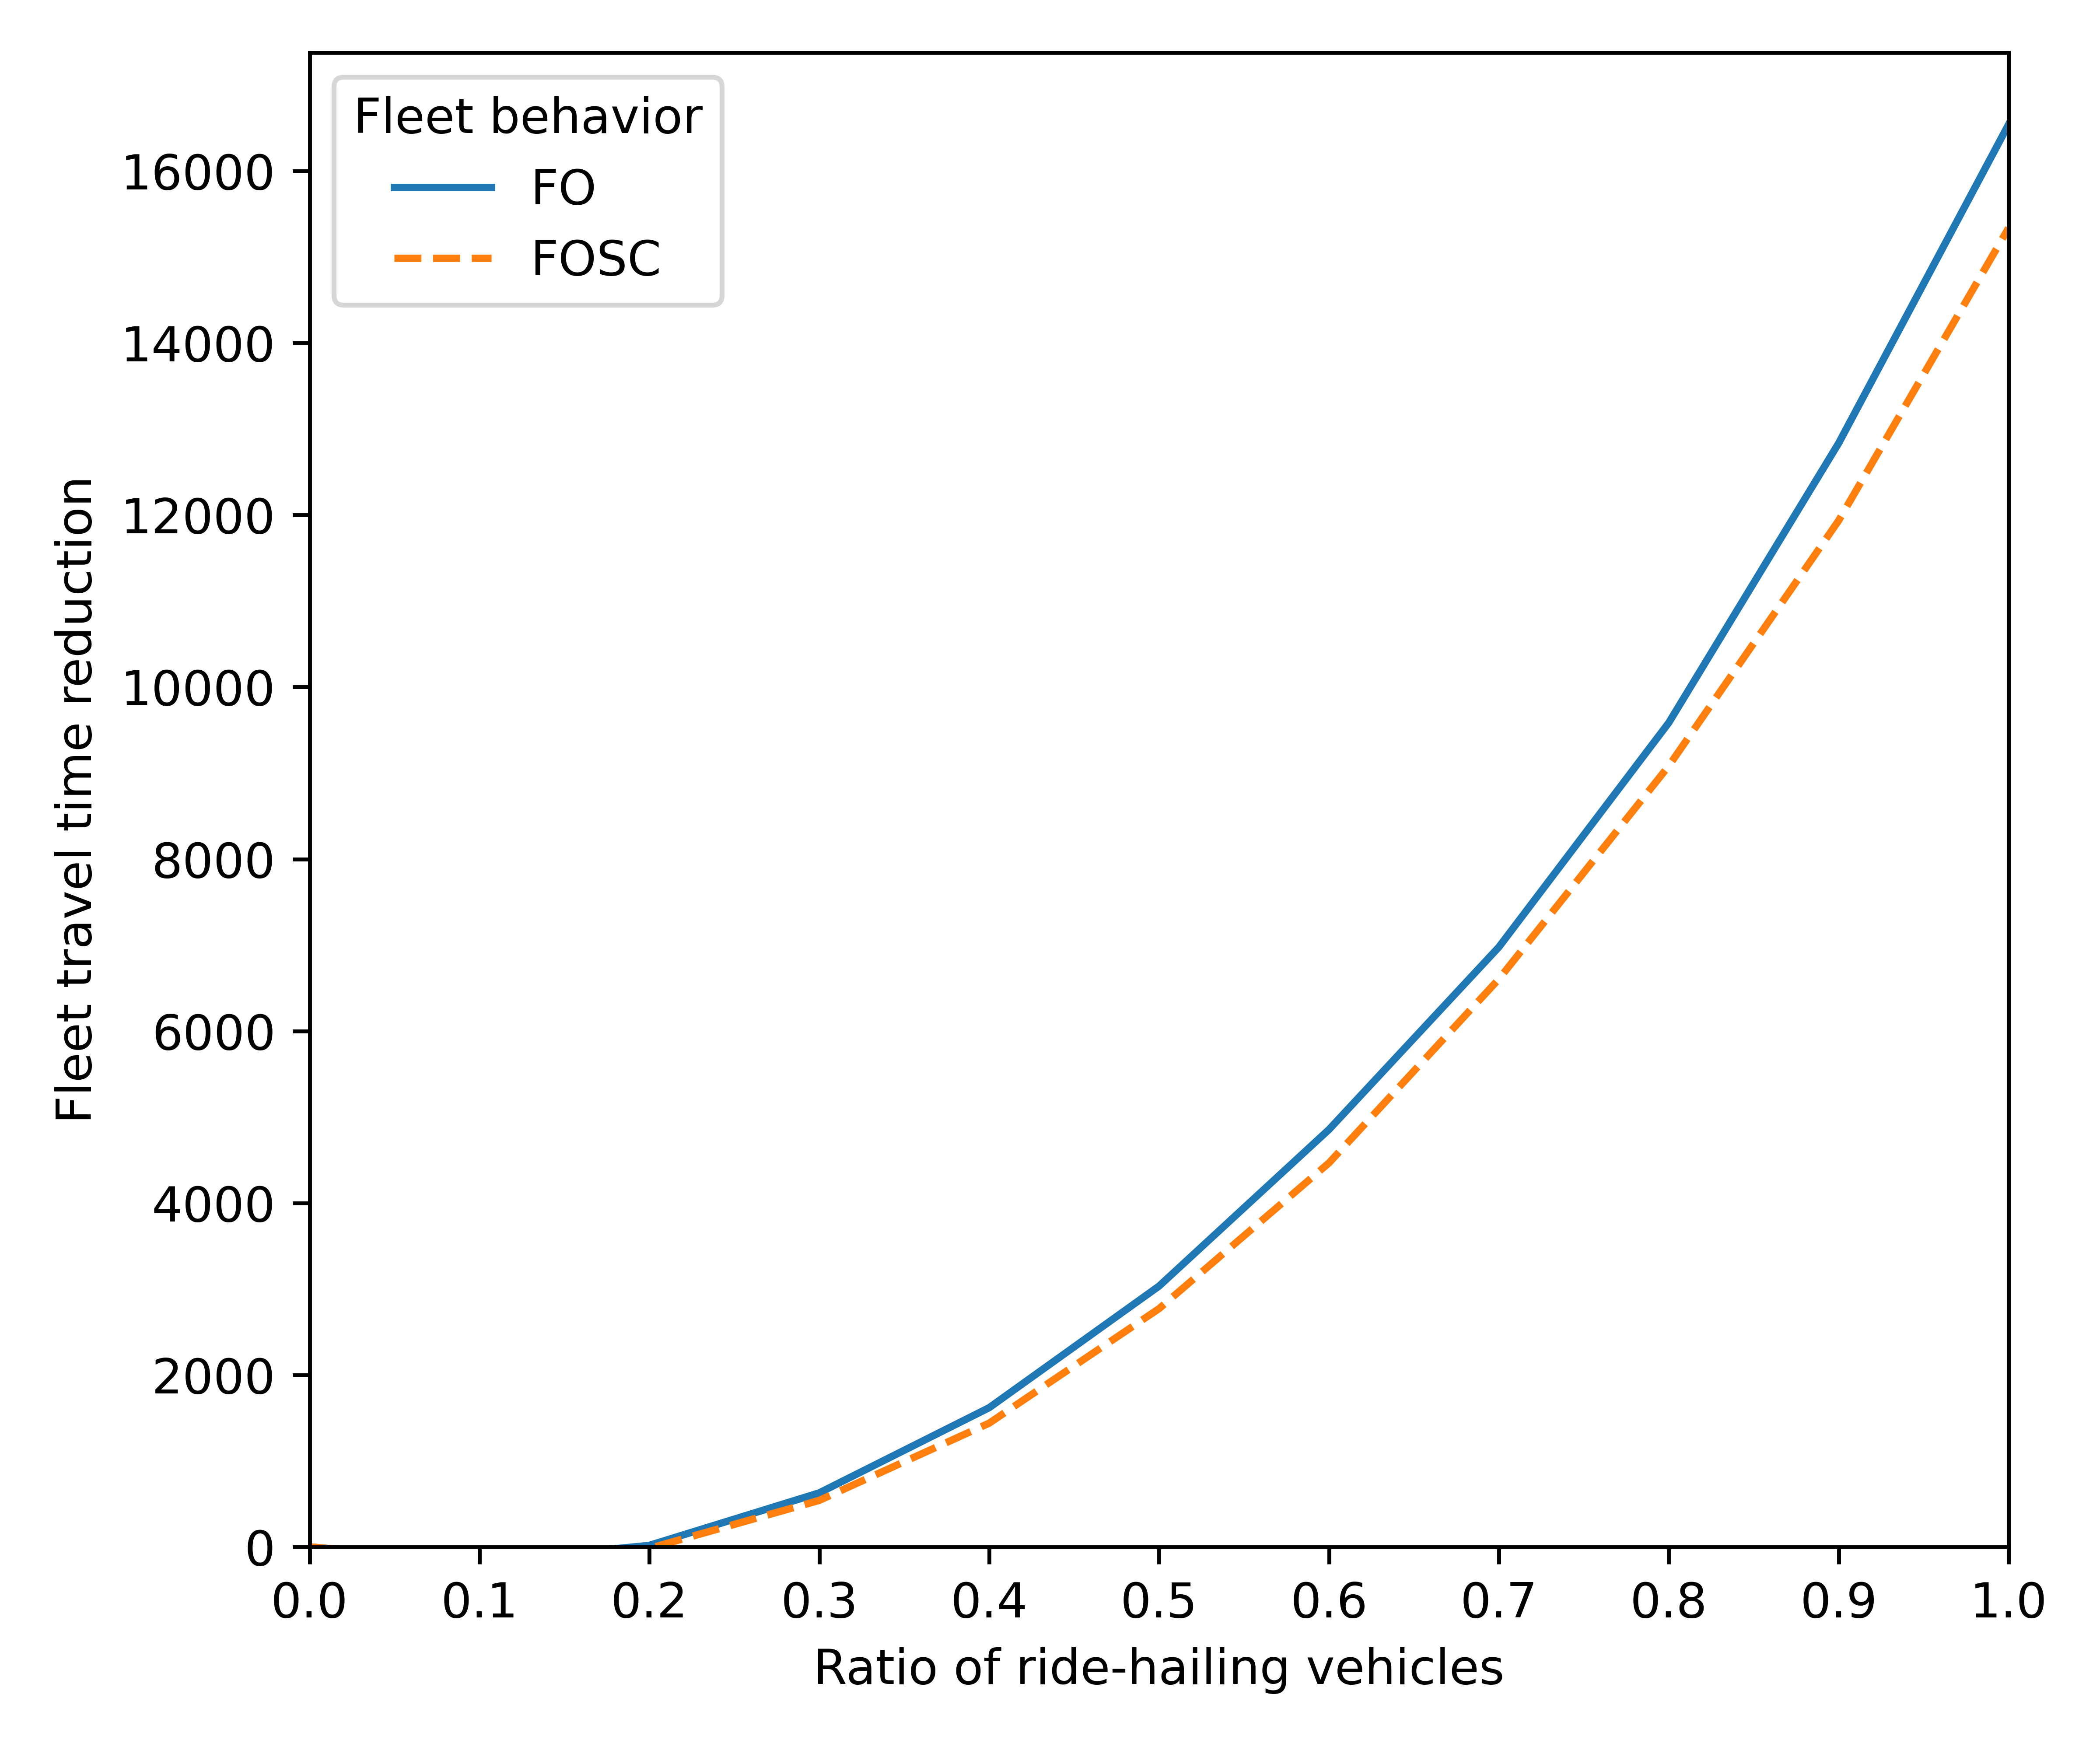 Fleet behavior
FO
FOSC
Fleet travel time reduction
16000
14000
12000
10000
8000
6000
4000
2000
0
0.0 0.1 0.2 0.3 0.4 0.5 0.6 0.7 0.8 0.9 1.0
Ratio of ride-hailing vehicles